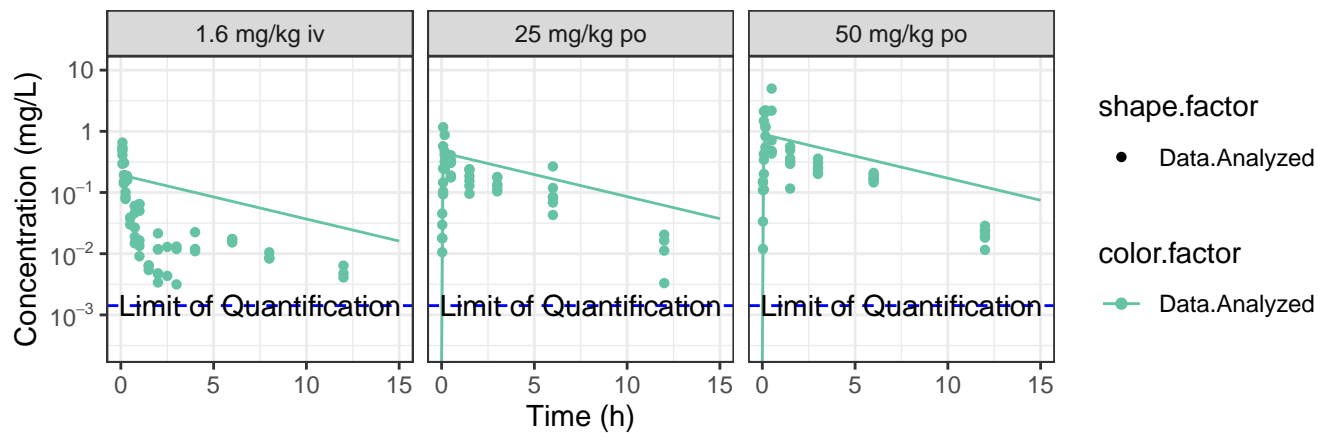 1.6 mg/kg iv
25 mg/kg po
50 mg/kg po
Concentration (mg/L)
10
1
10⁻¹
10⁻²
10⁻³
Limit of Quantification
Limit of Quantification
Limit of Quantification
0 5 10 15
0 5 10 15
0 5 10 15
Time (h)
shape.factor
Data.Analyzed
color.factor
Data.Analyzed